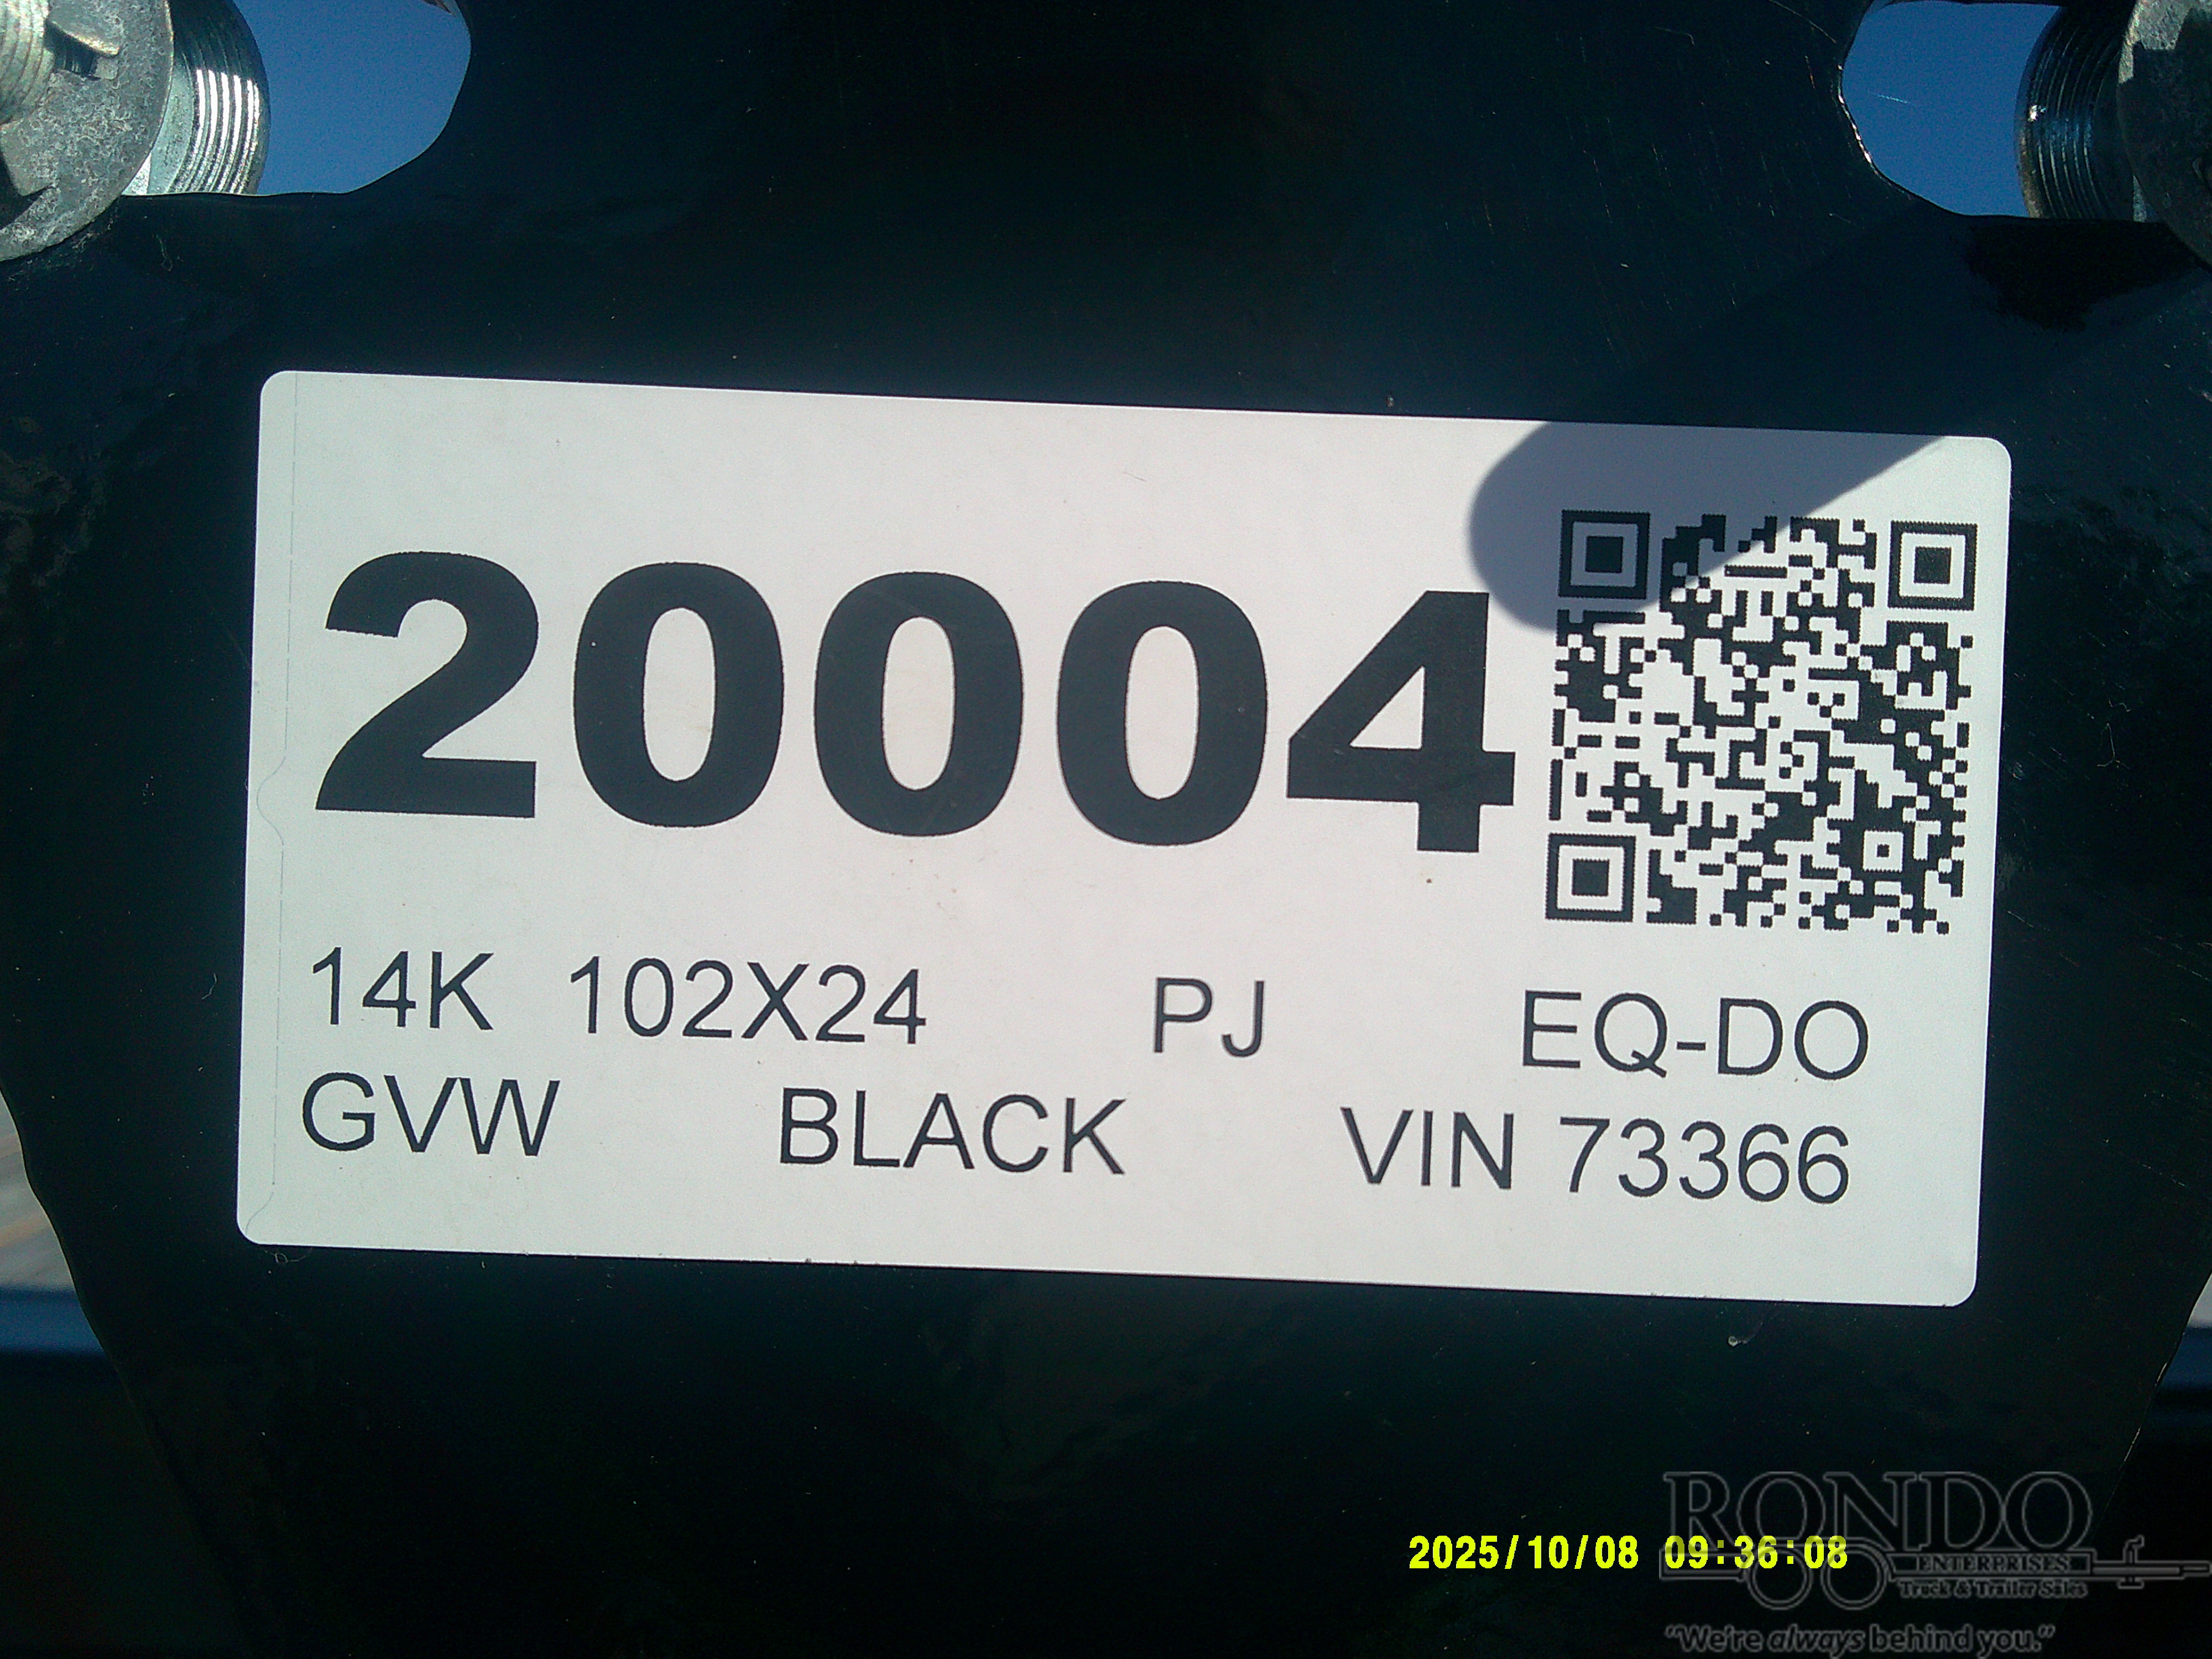 20004
14K 102X24 PJ EQ-DO
GVW BLACK VIN 73366
2025/10/08 09:36:08
RONDO
ENTERPRISES
Truck & Trailer Sales
"We're always behind you."